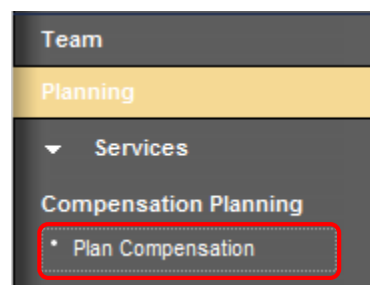 Team
Planning
Services
Compensation Planning
Plan Compensation